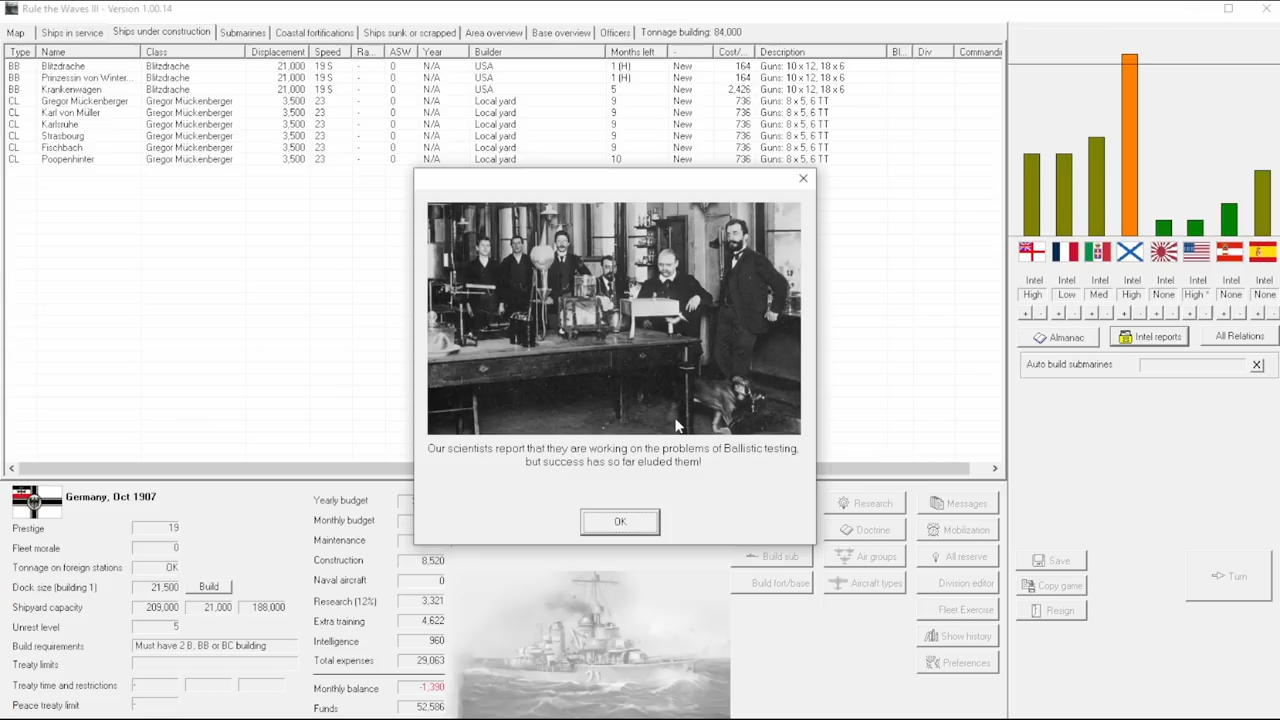 Rule the Waves III - Version 1.00.14
Map Ships in service Ships under construction Submarines Coastal fortifications Ships sunk or scrapped Area overview Base overview Officers Tonnage building: 84,000
Type Name Class Displacement Speed Ra... ASW Year Builder Months left - Cost/... Description Bl... Div Commandi
BB Blitzdrache Blitzdrache 21,000 19 S - 0 N/A USA 1 (H) New 164 Guns: 10 x 12, 18 x 6
BB Prinzessin von Winter... Blitzdrache 21,000 19 S - 0 N/A USA 1 (H) New 164 Guns: 10 x 12, 18 x 6
BB Krankenwagen Blitzdrache 21,000 19 S - 0 N/A USA 5 New 2,426 Guns: 10 x 12, 18 x 6
CL Gregor Mückenberger Gregor Mückenberger 3,500 23 - 0 N/A Local yard 9 New 736 Guns: 8 x 5, 6 TT
CL Karl von Müller Gregor Mückenberger 3,500 23 - 0 N/A Local yard 9 New 736 Guns: 8 x 5, 6 TT
CL Karlsruhe Gregor Mückenberger 3,500 23 - 0 N/A Local yard 9 New 736 Guns: 8 x 5, 6 TT
CL Strasbourg Gregor Mückenberger 3,500 23 - 0 N/A Local yard 9 New 736 Guns: 8 x 5, 6 TT
CL Fischbach Gregor Mückenberger 3,500 23 - 0 N/A Local yard 9 New 736 Guns: 8 x 5, 6 TT
CL Poopenhinter Gregor Mückenberger 3,500 23 - 0 N/A Local yard 10 New 736 Guns: 8 x 5, 6 TT
Our scientists report that they are working on the problems of Ballistic testing,
but success has so far eluded them!
OK
Intel Intel Intel Intel Intel Intel Intel Intel
High Low Med High None High * None None
+ - + - + - + - + - + - + - + -
Almanac Intel reports All Relations
Auto build submarines X
Germany, Oct 1907
Prestige 19
Fleet morale 0
Tonnage on foreign stations OK
Dock size (building 1) 21,500 Build
Shipyard capacity 209,000 21,000 188,000
Unrest level 5
Build requirements Must have 2 B, BB or BC building
Treaty limits
Treaty time and restrictions -
Peace treaty limit -
Yearly budget
Monthly budget
Maintenance
Construction 8,520
Naval aircraft 0
Research (12%) 3,321
Extra training 4,622
Intelligence 960
Total expenses 29,063
Monthly balance -1,390
Funds 52,586
Research Messages
Doctrine Mobilization
Build sub Air groups All reserve
Build fort/base Aircraft types Division editor
Fleet Exercise
Show history
Preferences
Save
Copy game
Resign
Turn